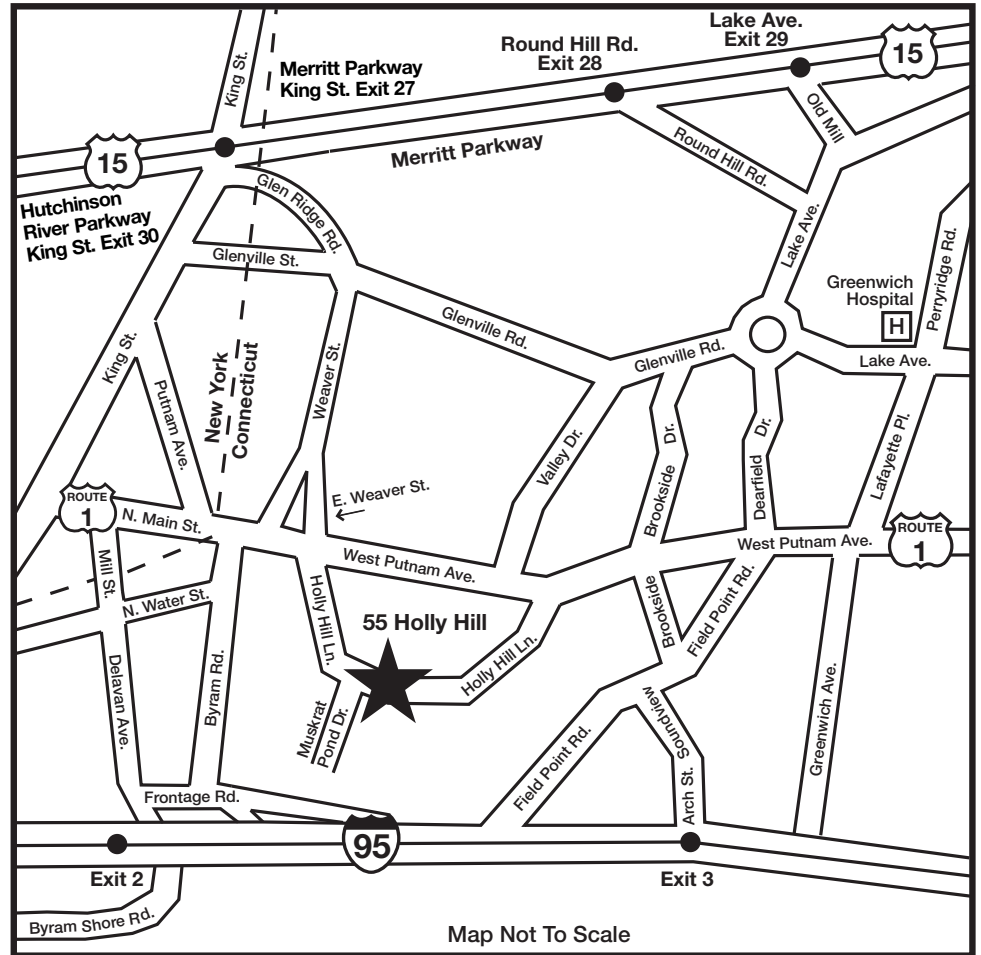 Lake Ave.
Exit 29
Round Hill Rd.
Exit 28
15
King St.
Merritt Parkway
King St. Exit 27
Old Mill
Merritt Parkway
15
Round Hill Rd.
Glen Ridge Rd.
Hutchinson
River Parkway
King St. Exit 30
Lake Ave.
Perryridge Rd.
Glenville St.
Greenwich
Hospital
H
Glenville Rd.
Glenville Rd.
Lake Ave.
King St.
New York
Connecticut
Weaver St.
Putnam Ave.
Valley Dr.
Brookside Dr.
Dearfield Dr.
Lafayette Pl.
E. Weaver St.
ROUTE
1
N. Main St.
West Putnam Ave.
ROUTE
1
West Putnam Ave.
Mill St.
N. Water St.
Holly Hill Ln.
55 Holly Hill
Brookside
Field Point Rd.
Holly Hill Ln.
Delavan Ave.
Byram Rd.
Muskrat
Pond Dr.
Soundview
Greenwich Ave.
Field Point Rd.
Arch St.
Frontage Rd.
95
Exit 2
Exit 3
Byram Shore Rd.
Map Not To Scale